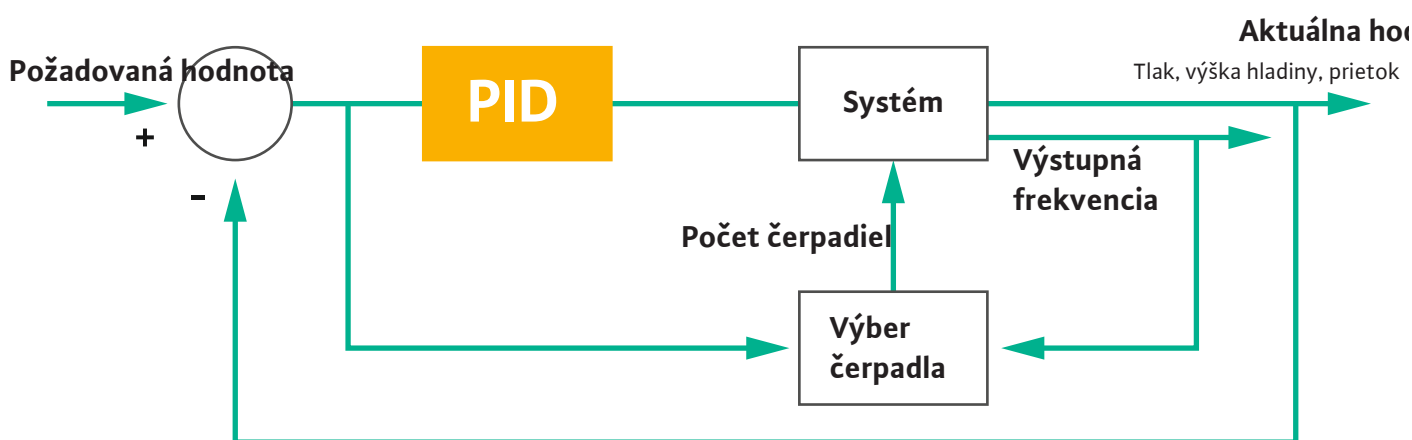 Požadovaná hodnota
+
-
PID
Systém
Aktuálna hod
Tlak, výška hladiny, prietok
Výstupná
frekvencia
Počet čerpadiel
Výber
čerpadla